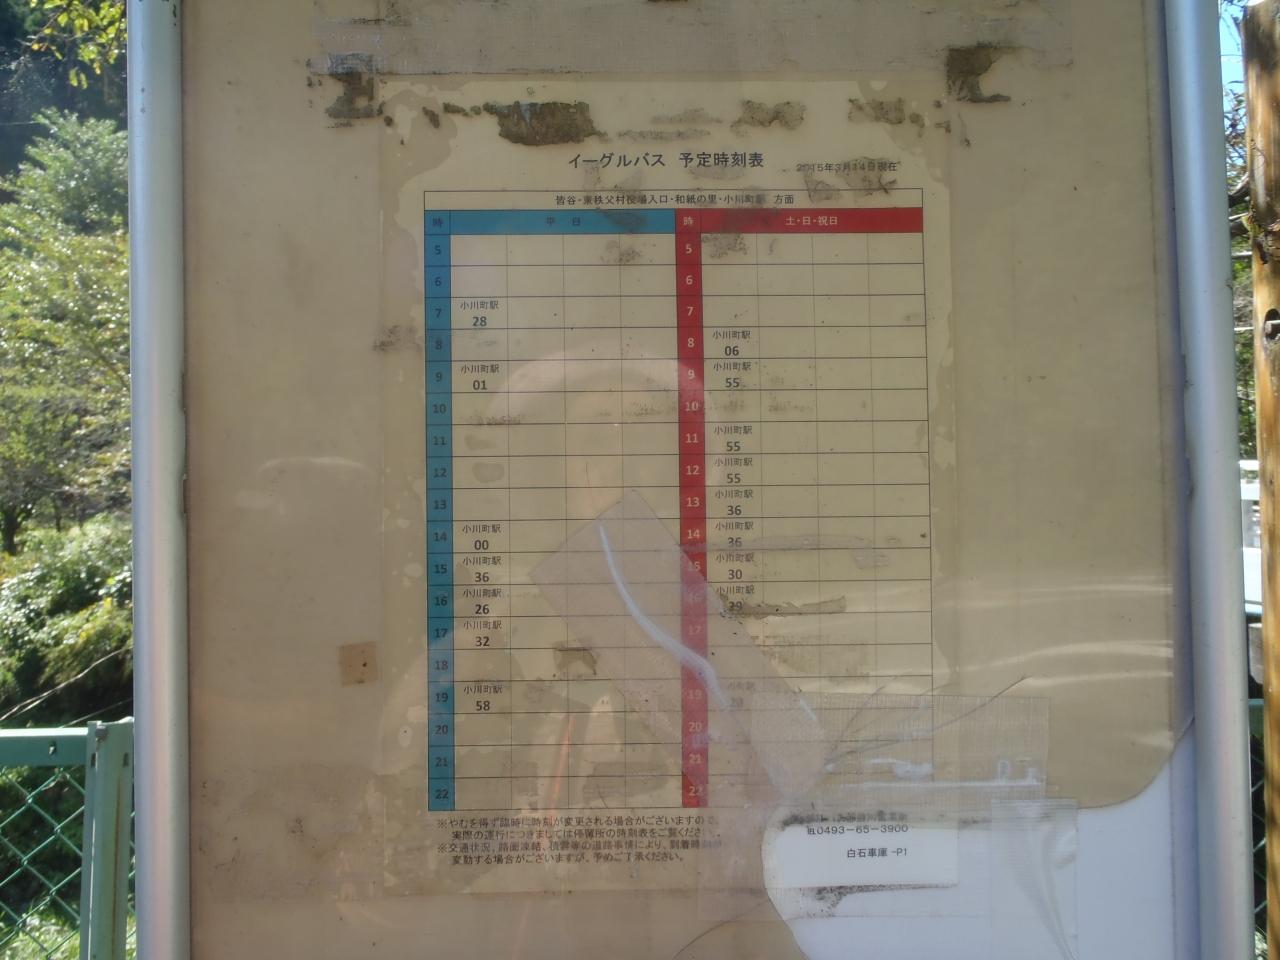 イーグルバス 予定時刻表
2015年3月14日現在
皆谷・東秩父村役場入口・和紙の里・小川町駅 方面
時 平 日 時 土・日・祝日
5 5
6 6
7 小川町駅 28 7
8 8 小川町駅 06
9 小川町駅 01 9 小川町駅 55
10 10
11 11 小川町駅 55
12 12 小川町駅 55
13 13 小川町駅 36
14 小川町駅 00 14 小川町駅 36
15 小川町駅 36 15 小川町駅 30
16 小川町駅 26 16 小川町駅 29
17 小川町駅 32 17
18
19 小川町駅 58 19
20 20
21 21
22 22
※やむを得ず臨時に時刻が変更される場合がございますので、
実際の運行につきましては停留所の時刻表をご覧ください。
※交通状況、路面凍結、積雪等の道路事情により、到着時刻が
変動する場合がございますが、予めご了承ください。
℡0493-65-3900
白石車庫 -P1